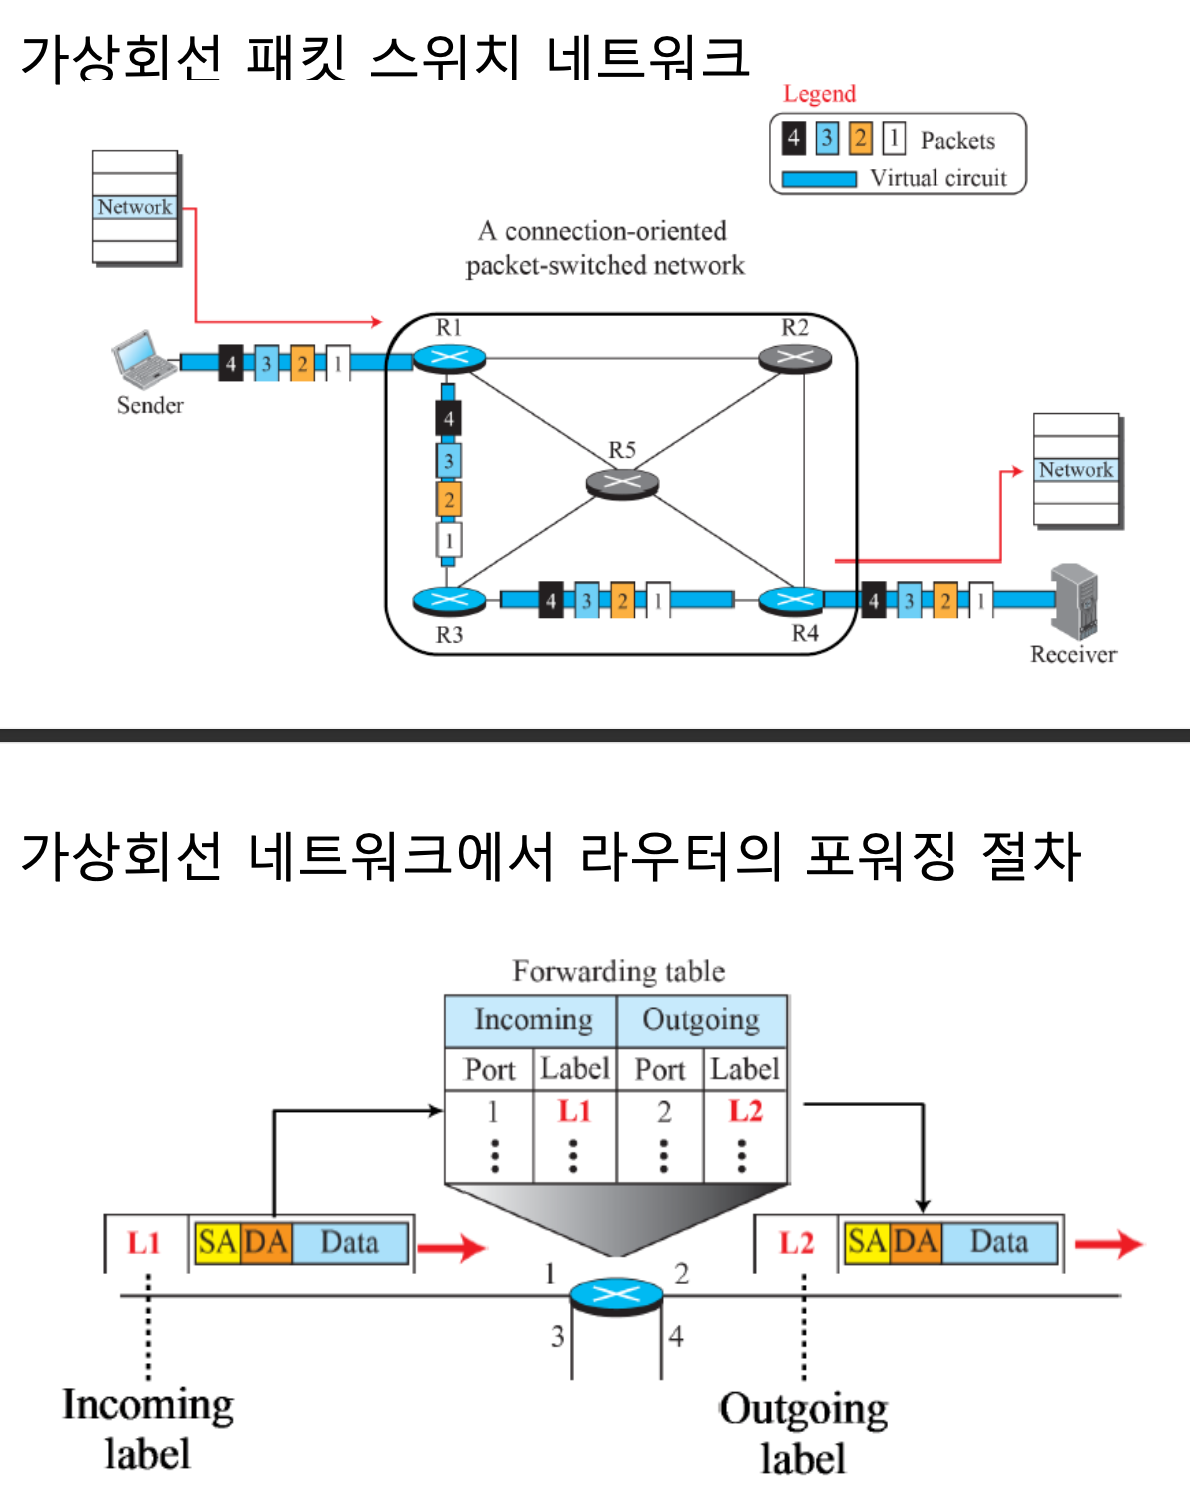 가상회선 패킷 스위치 네트워크
Legend
4 3 2 1 Packets
Virtual circuit
Network
A connection-oriented
packet-switched network
R1 R2
4 3 2 1
Sender
4
3
2
1
R5
Network
R3
4 3 2 1
R4
4 3 2 1
Receiver
가상회선 네트워크에서 라우터의 포워징 절차
Forwarding table
Incoming Outgoing
Port Label Port Label
1 L1 2 L2
L1 SA DA Data
L2 SA DA Data
1 2
3 4
Incoming
label
Outgoing
label